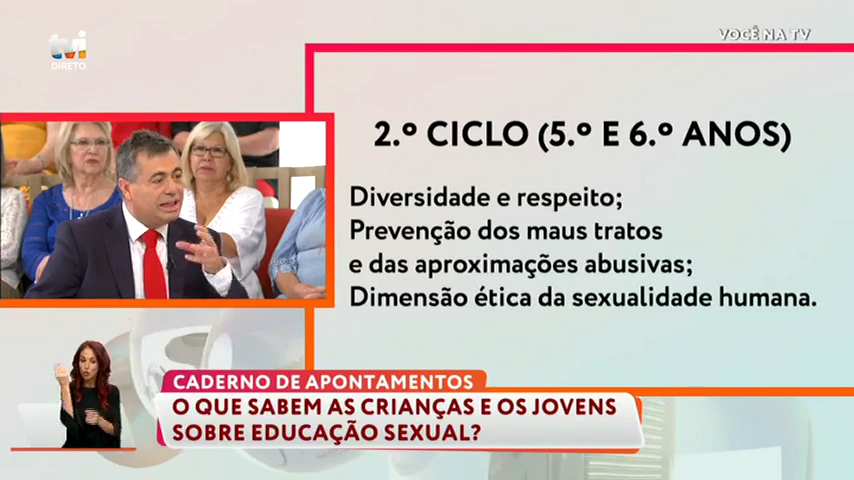 tvi
DIRETO
VOCÊ NA TV
2.º CICLO (5.º E 6.º ANOS)
Diversidade e respeito;
Prevenção dos maus tratos
e das aproximações abusivas;
Dimensão ética da sexualidade humana.
CADERNO DE APONTAMENTOS
O QUE SABEM AS CRIANÇAS E OS JOVENS
SOBRE EDUCAÇÃO SEXUAL?